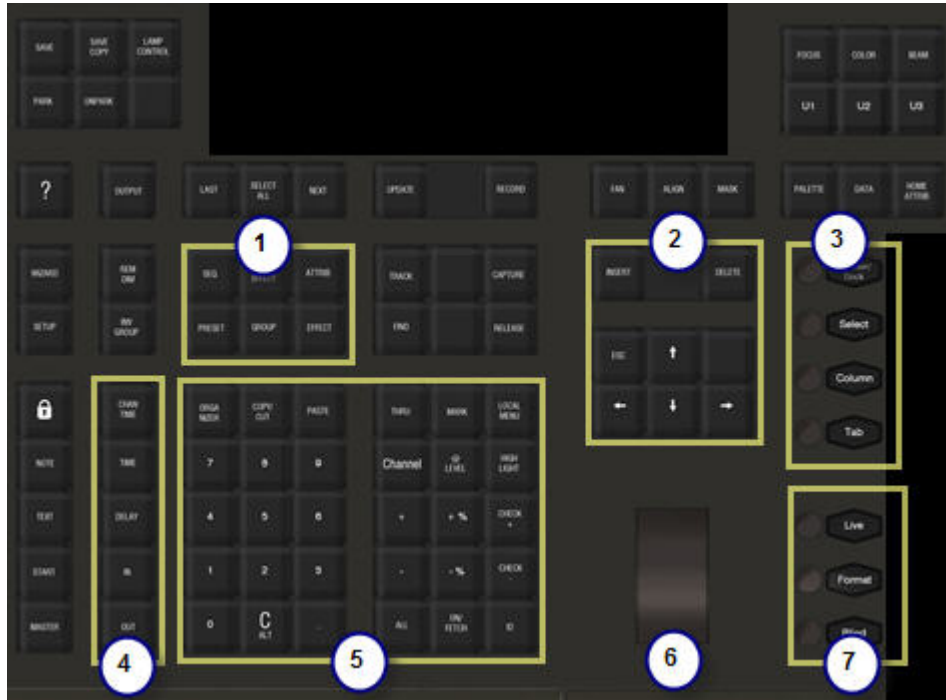 SAVE
SAVE
COPY
LAMP
CONTROL
FOCUS
COLOR
BEAM
PARK
UNPARK
U1
U2
U3
?
OUTPUT
LAST
SELECT
ALL
NEXT
UPDATE
RECORD
FAN
ALIGN
MARK
PALETTE
DATA
HOME
ATTRIB
1
2
3
WIZARD
REM
DIM
SEQ
ATTRIB
TRACK
CAPTURE
INSERT
DELETE
SETUP
INV
GROUP
PRESET
GROUP
EFFECT
FIND
RELEASE
Select
ESC
↑
Column
CHAN
TIME
ORGA
NIZER
COPY
CUT
PASTE
THRU
MARK
LOCAL
MENU
←
↓
→
Tab
NOTE
TIME
7
8
9
Channel
@
LEVEL
HIGH
LIGHT
TEXT
DELAY
4
5
6
+
+ %
CHECK
+
Live
START
IN
1
2
3
-
- %
CHECK
-
Format
MASTER
OUT
0
C
ALT
.
ALL
ON/
FETCH
ID
Blind
4
5
6
7